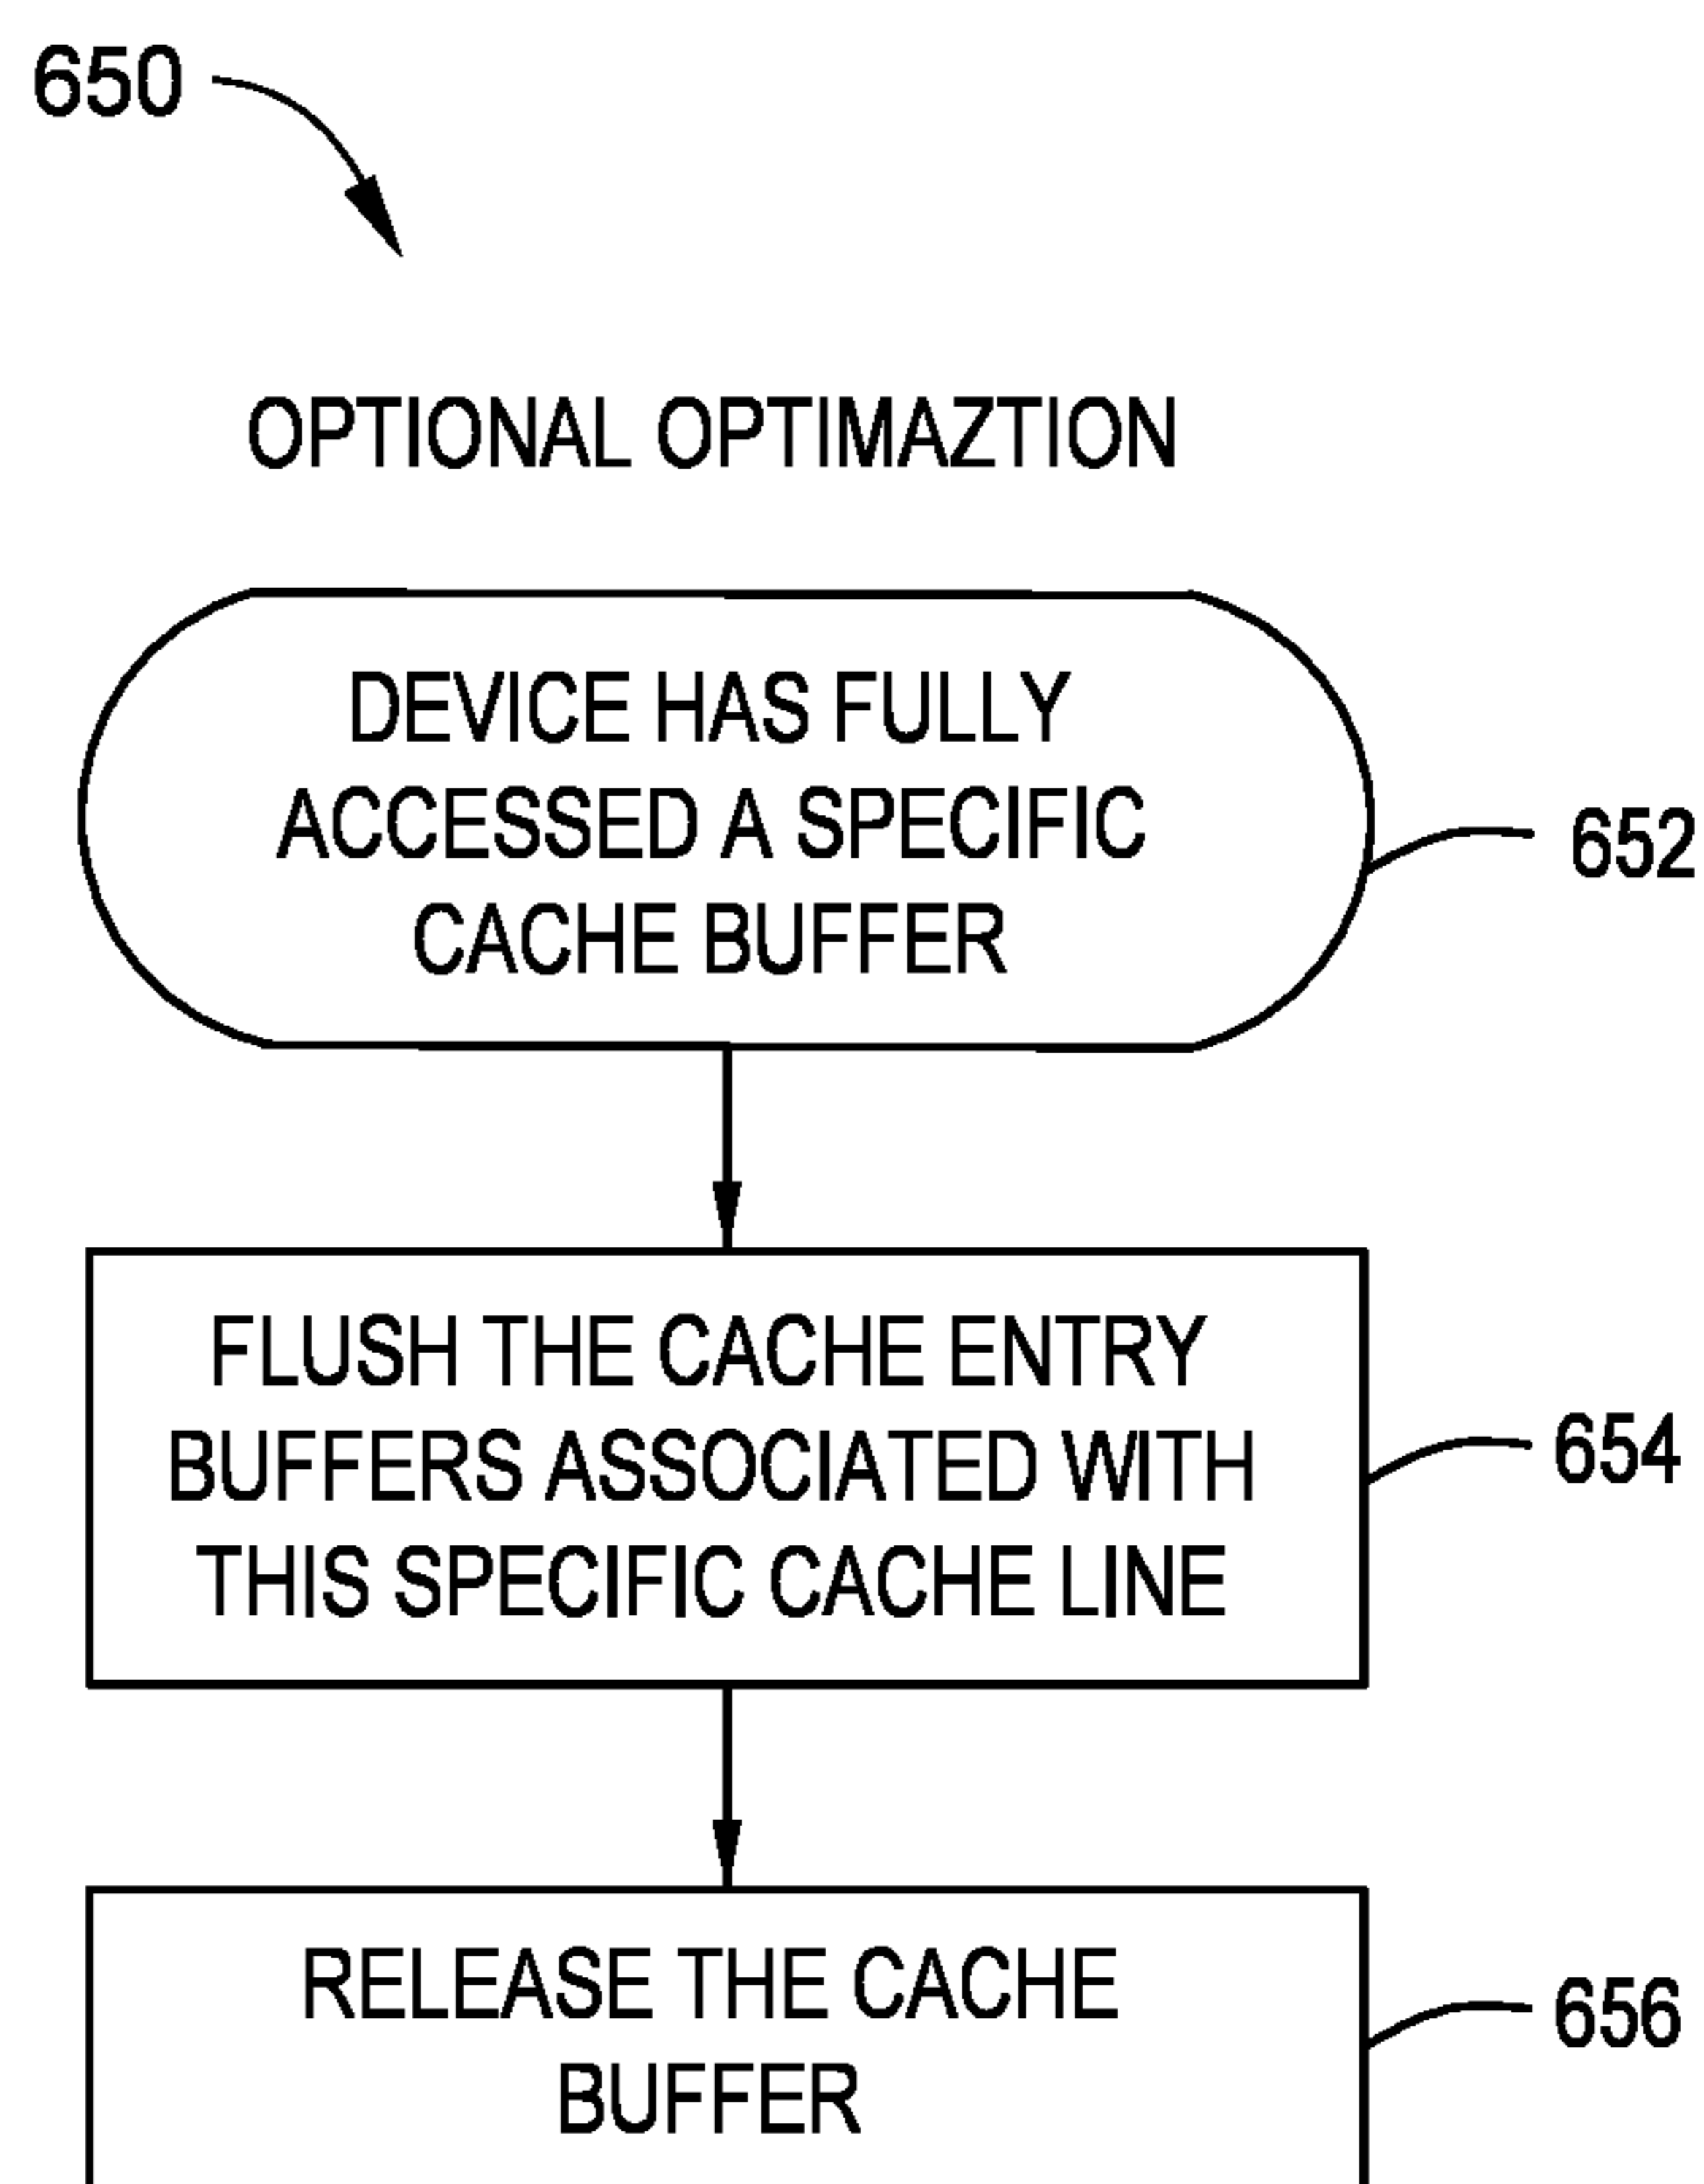 650
OPTIONAL OPTIMAZTION
DEVICE HAS FULLY
ACCESSED A SPECIFIC
CACHE BUFFER
652
FLUSH THE CACHE ENTRY
BUFFERS ASSOCIATED WITH
THIS SPECIFIC CACHE LINE
654
RELEASE THE CACHE
BUFFER
656